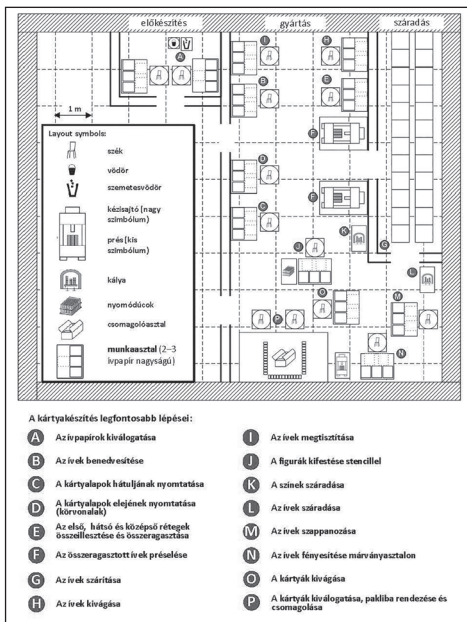 előkészítés
gyártás
száradás
A
I
H
B
E
F
D
F
C
K
G
J
L
O
M
P
N
1 m
Layout symbols:
szék
vödör
szemetesvödör
kézisajtó (nagy
szimbólum)
prés (kis
szimbólum)
kálya
nyomódúcok
csomagolóasztal
munkaasztal (2–3
ívpapír nagyságú)
A kártyakészítés legfontosabb lépései:
A Az ívpapírok kiválogatása
B Az ívek benedvesítése
C A kártyalapok hátuljának nyomtatása
D A kártyalapok elejének nyomtatása
(körvonalak)
E Az első, hátsó és középső rétegek
összeillesztése és összeragasztása
F Az összeragasztott ívek préselése
G Az ívek szárítása
H Az ívek kivágása
I Az ívek megtisztítása
J A figurák kifestése stencillel
K A színek száradása
L Az ívek száradása
M Az ívek szappanozása
N Az ívek fényesítése márványasztalon
O A kártyák kivágása
P A kártyák kiválogatása, pakliba rendezése és
csomagolása